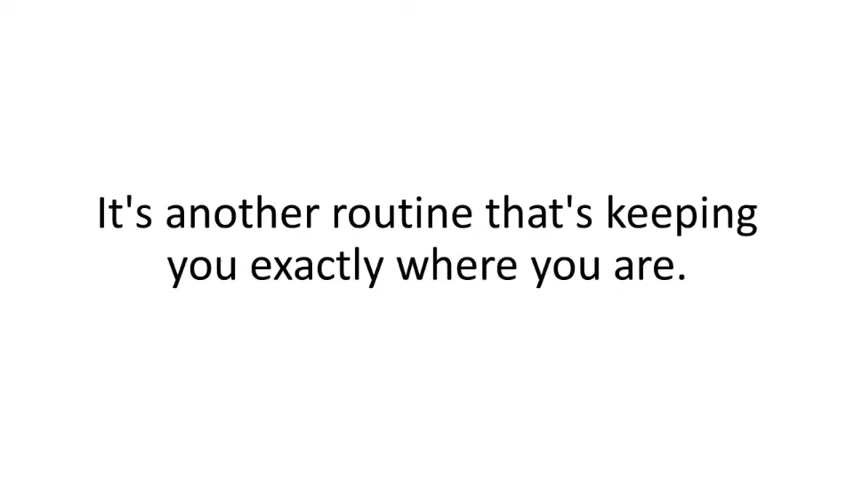 It's another routine that's keeping
you exactly where you are.